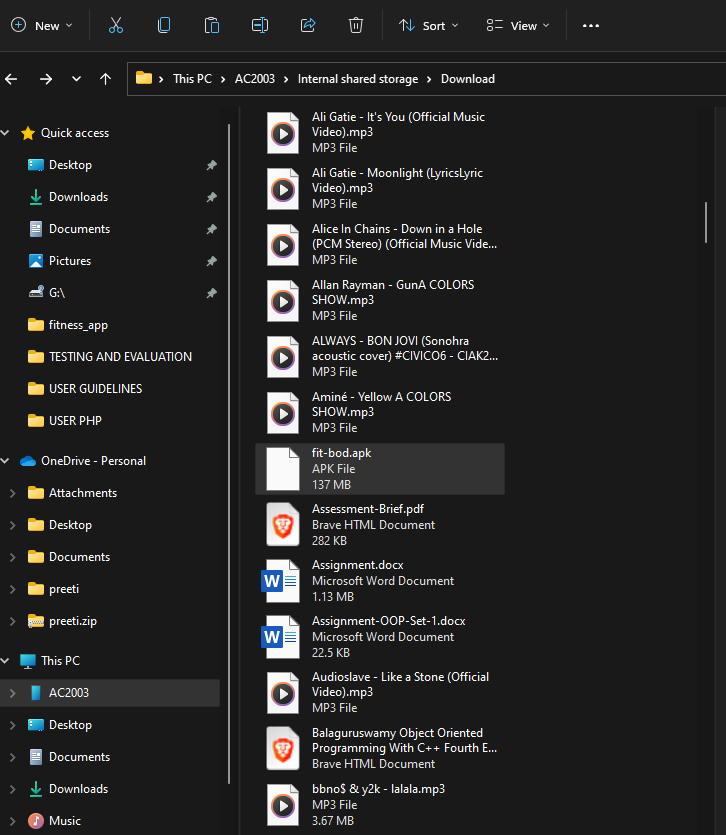 New
Sort
View
This PC
AC2003
Internal shared storage
Download
Quick access
Desktop
Downloads
Documents
Pictures
G:\
fitness_app
TESTING AND EVALUATION
USER GUIDELINES
USER PHP
OneDrive - Personal
Attachments
Desktop
Documents
preeti
preeti.zip
This PC
AC2003
Desktop
Documents
Downloads
Music
Ali Gatie - It's You (Official Music
Video).mp3
MP3 File
Ali Gatie - Moonlight (LyricsLyric
Video).mp3
MP3 File
Alice In Chains - Down in a Hole
(PCM Stereo) (Official Music Vide...
MP3 File
Allan Rayman - GunA COLORS
SHOW.mp3
MP3 File
ALWAYS - BON JOVI (Sonohra
acoustic cover) #CIVICO6 - CIAK2...
MP3 File
Aminé - Yellow A COLORS
SHOW.mp3
MP3 File
fit-bod.apk
APK File
137 MB
Assessment-Brief.pdf
Brave HTML Document
282 KB
W
Assignment.docx
Microsoft Word Document
1.13 MB
W
Assignment-OOP-Set-1.docx
Microsoft Word Document
22.5 KB
Audioslave - Like a Stone (Official
Video).mp3
MP3 File
Balaguruswamy Object Oriented
Programming With C++ Fourth E...
Brave HTML Document
bbno$ & y2k - lalala.mp3
MP3 File
3.67 MB